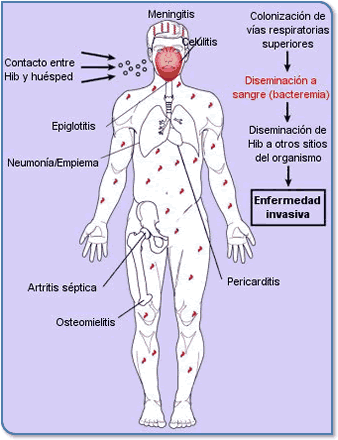 Meningitis
Celúlitis
Contacto entre
Hib y huésped
Epiglotitis
Neumonía/Empiema
Artritis séptica
Osteomielitis
Pericarditis
Colonización de
vías respiratorias
superiores
Diseminación a
sangre (bacteremia)
Diseminación de
Hib a otros sitios
del organismo
Enfermedad
invasiva